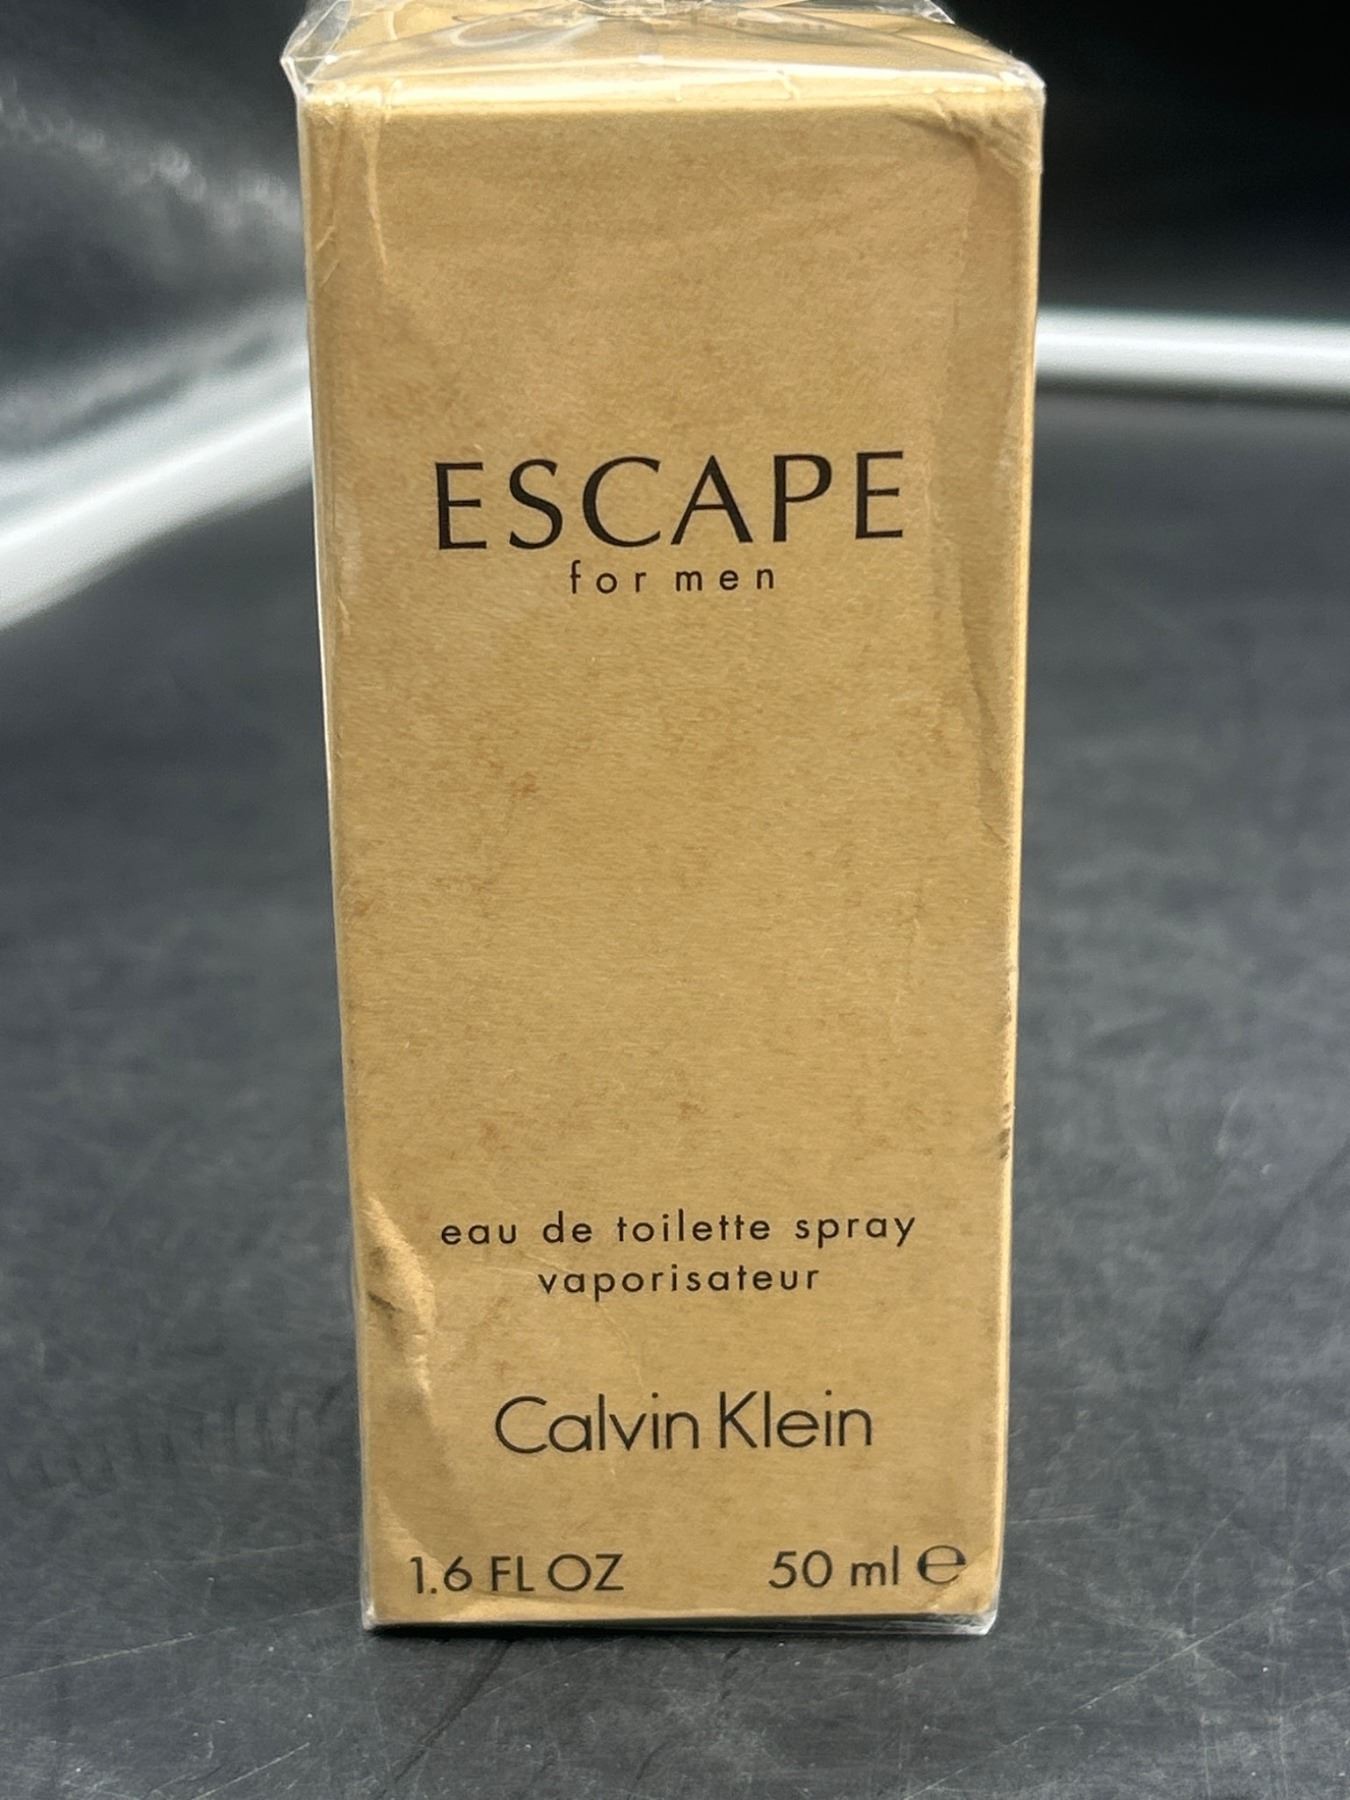 ESCAPE
for men
eau de toilette spray
vaporisateur
Calvin Klein
1.6 FL OZ 50 ml ℮